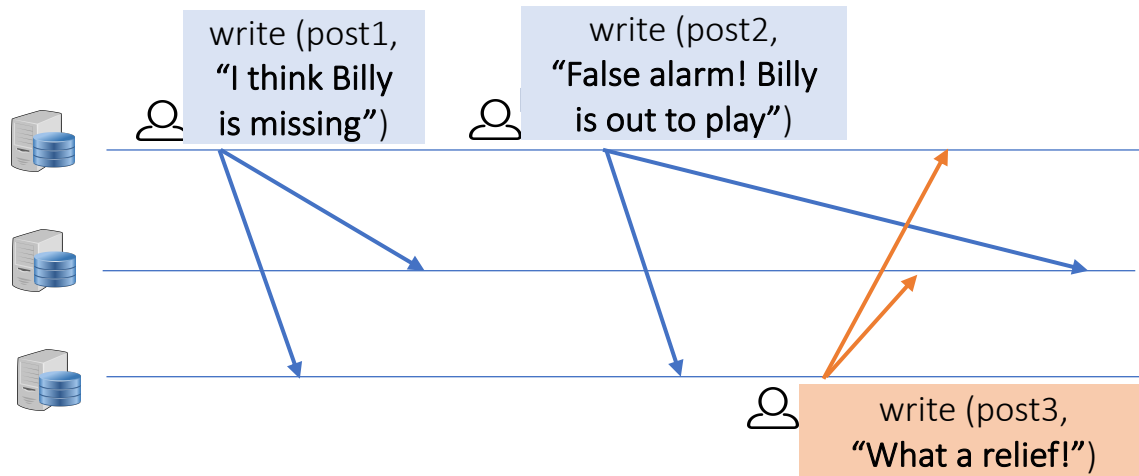 write (post1,
“I think Billy
is missing”)
write (post2,
“False alarm! Billy
is out to play”)
write (post3,
“What a relief!”)